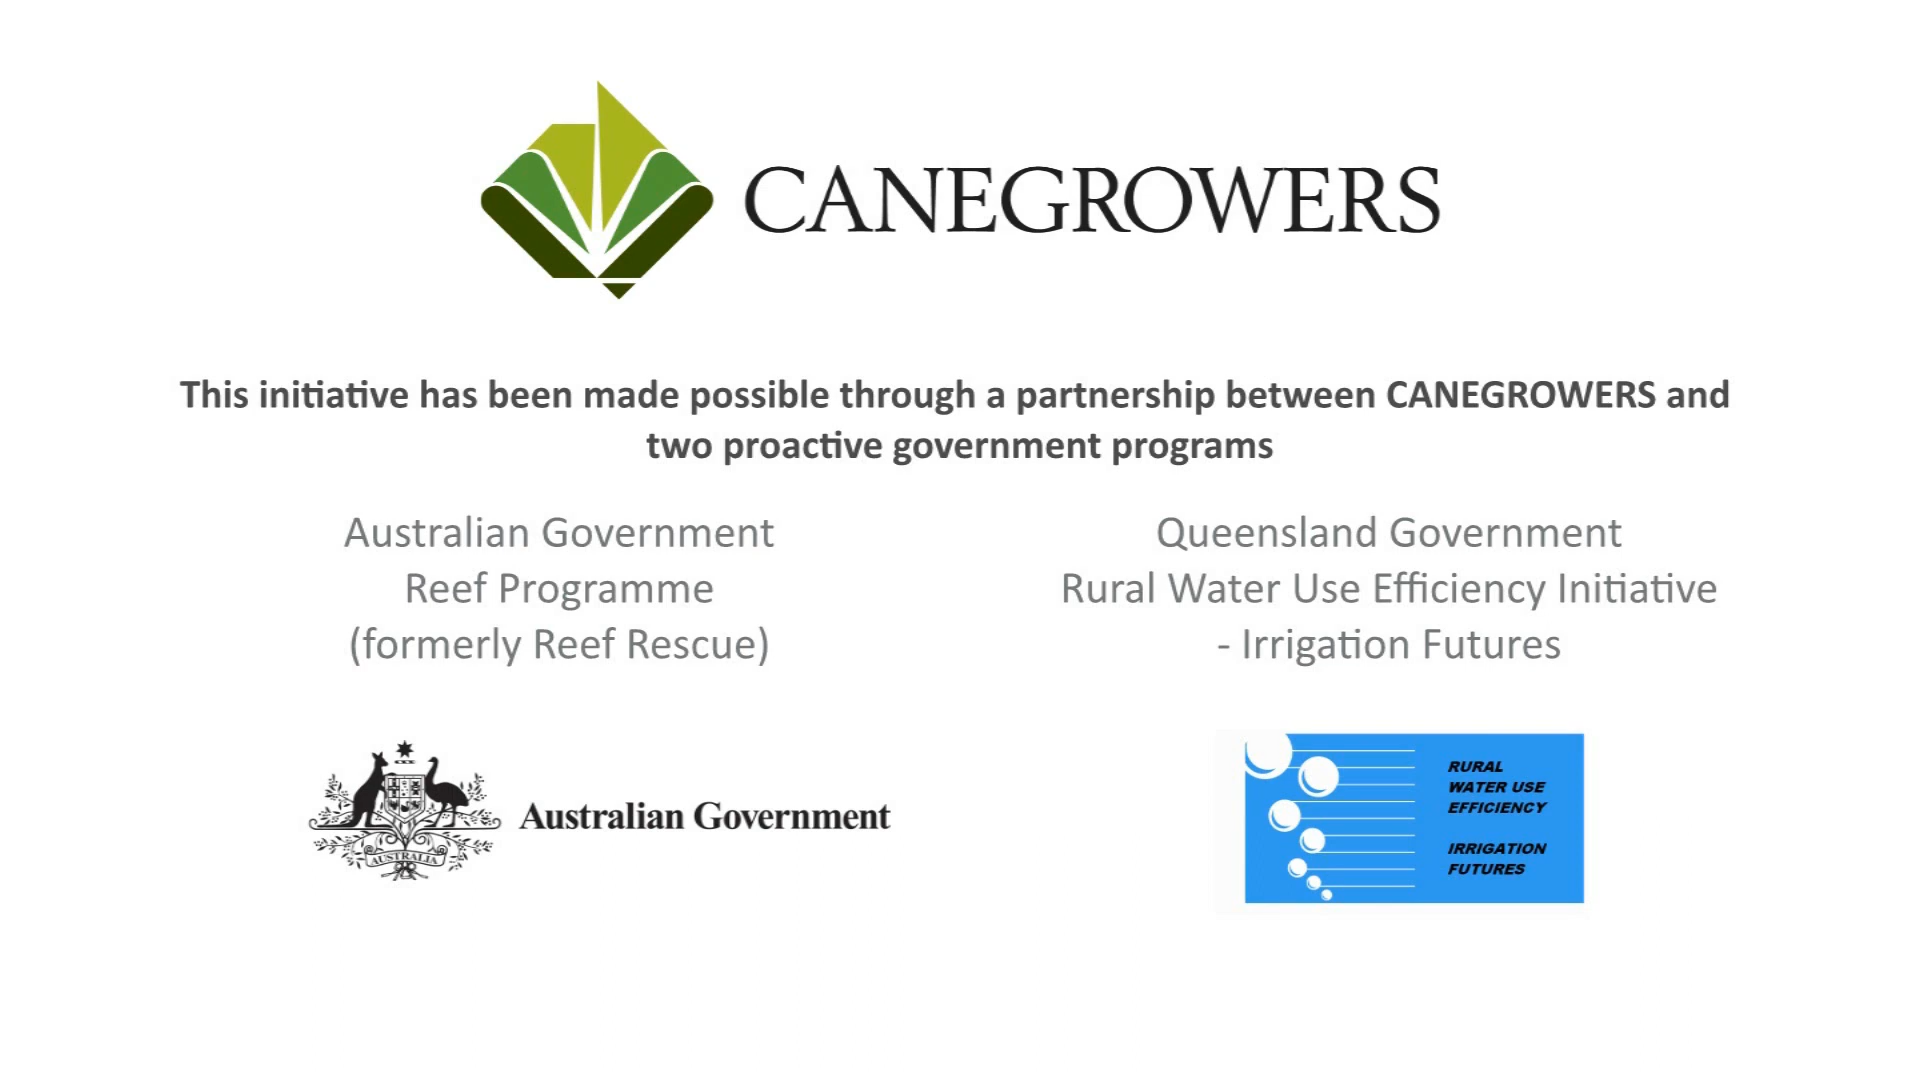 CANEGROWERS
This initiative has been made possible through a partnership between CANEGROWERS and
two proactive government programs
Australian Government
Reef Programme
(formerly Reef Rescue)
Queensland Government
Rural Water Use Efficiency Initiative
- Irrigation Futures
AUSTRALIA
Australian Government
RURAL
WATER USE
EFFICIENCY
IRRIGATION
FUTURES